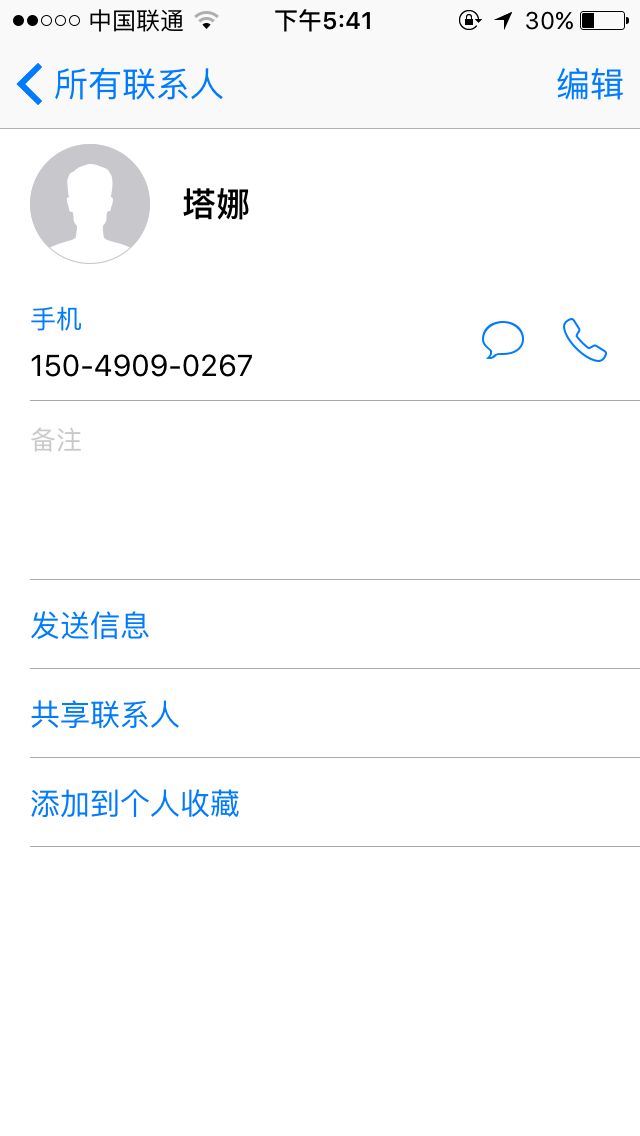 中国联通 下午5:41 30%
所有联系人 编辑
塔娜
手机
150-4909-0267
备注
发送信息
共享联系人
添加到个人收藏